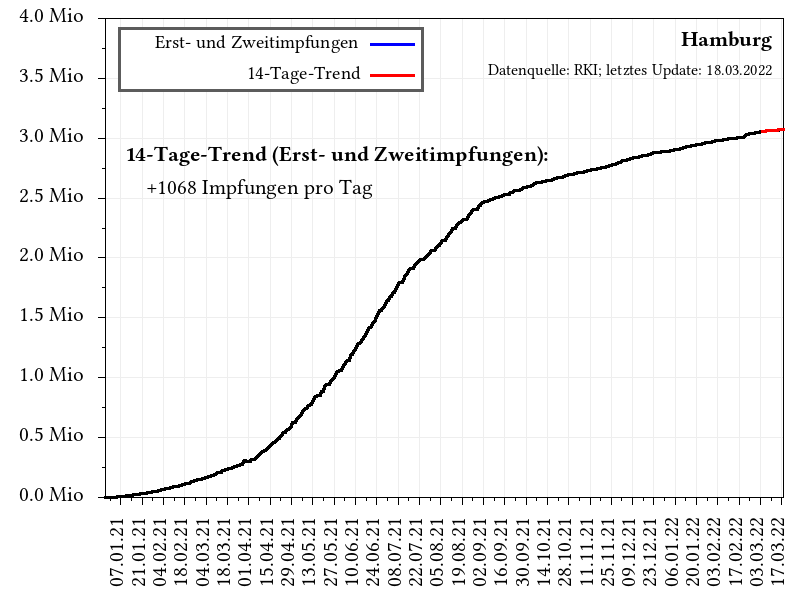 4.0 Mio
3.5 Mio
3.0 Mio
2.5 Mio
2.0 Mio
1.5 Mio
1.0 Mio
0.5 Mio
0.0 Mio
Erst- und Zweitimpfungen
14-Tage-Trend
Hamburg
Datenquelle: RKI; letztes Update: 18.03.2022
14-Tage-Trend (Erst- und Zweitimpfungen):
+1068 Impfungen pro Tag
07.01.21
21.01.21
04.02.21
18.02.21
04.03.21
18.03.21
01.04.21
15.04.21
29.04.21
13.05.21
27.05.21
10.06.21
24.06.21
08.07.21
22.07.21
05.08.21
19.08.21
02.09.21
16.09.21
30.09.21
14.10.21
28.10.21
11.11.21
25.11.21
09.12.21
23.12.21
06.01.22
20.01.22
03.02.22
17.02.22
03.03.22
17.03.22